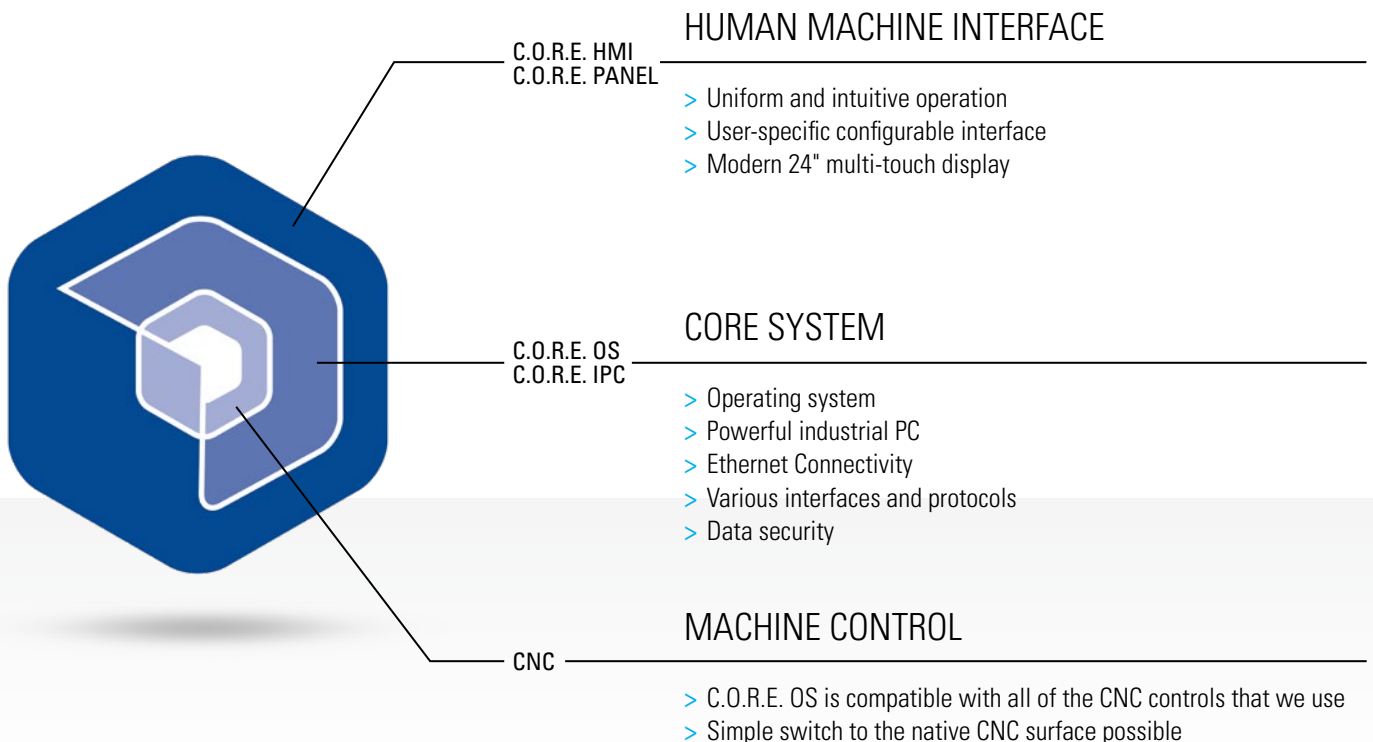 HUMAN MACHINE INTERFACE
C.O.R.E. HMI
C.O.R.E. PANEL
> Uniform and intuitive operation
> User-specific configurable interface
> Modern 24" multi-touch display
CORE SYSTEM
C.O.R.E. OS
C.O.R.E. IPC
> Operating system
> Powerful industrial PC
> Ethernet Connectivity
> Various interfaces and protocols
> Data security
MACHINE CONTROL
CNC
> C.O.R.E. OS is compatible with all of the CNC controls that we use
> Simple switch to the native CNC surface possible